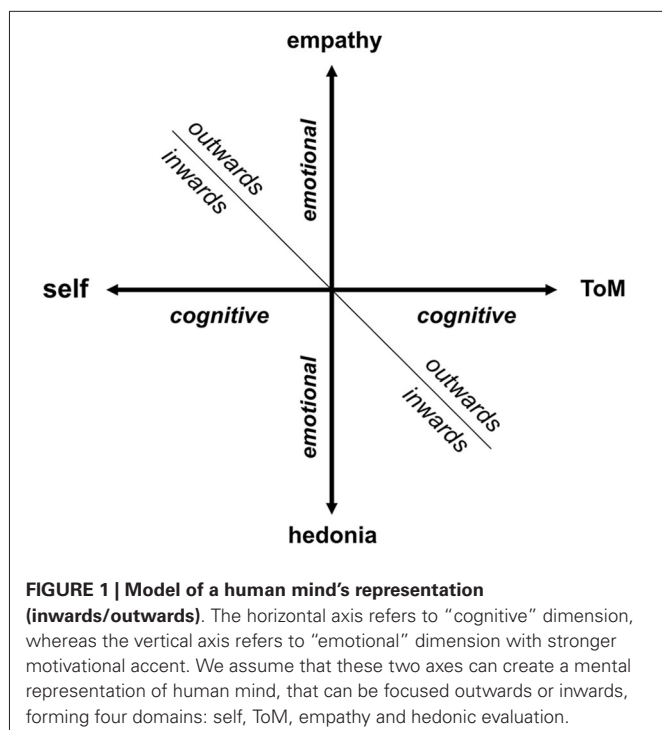 empathy
outwards
inwards
emotional
self
ToM
cognitive
cognitive
emotional
outwards
inwards
hedonia
FIGURE 1 | Model of a human mind’s representation
(inwards/outwards). The horizontal axis refers to “cognitive” dimension,
whereas the vertical axis refers to “emotional” dimension with stronger
motivational accent. We assume that these two axes can create a mental
representation of human mind, that can be focused outwards or inwards,
forming four domains: self, ToM, empathy and hedonic evaluation.